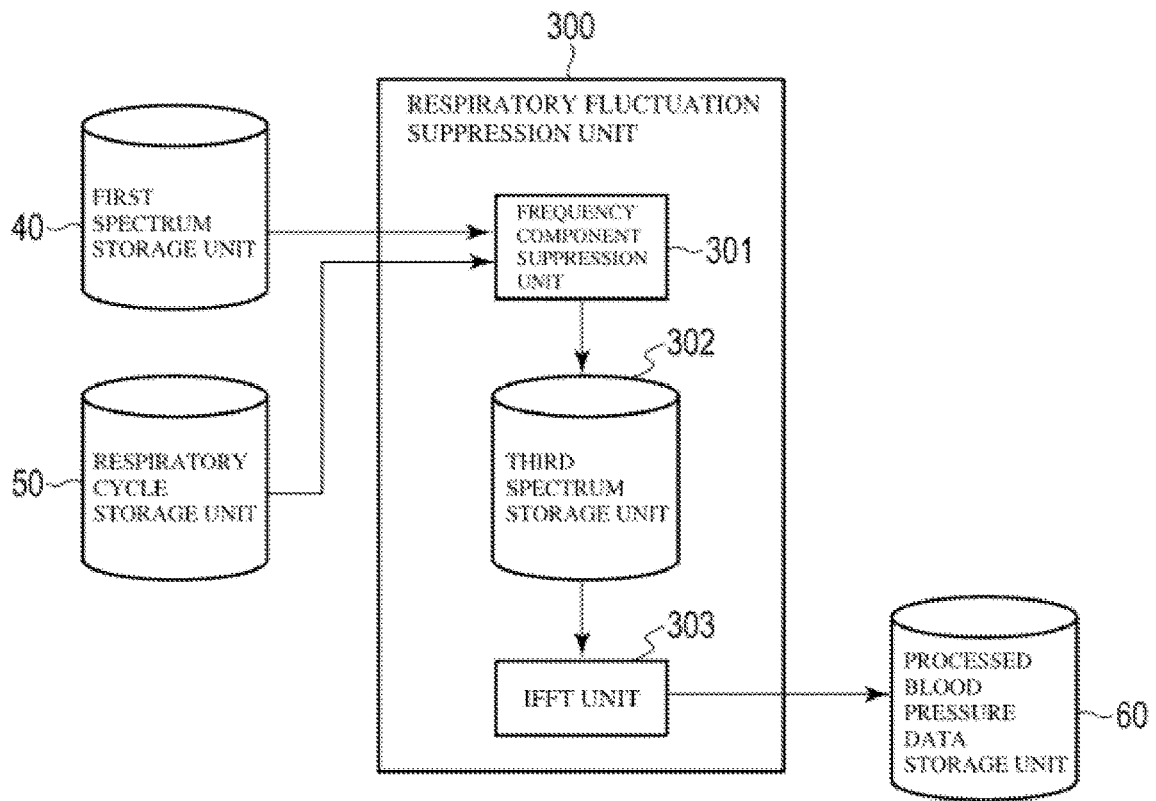 300
RESPIRATORY FLUCTUATION
SUPPRESSION UNIT
FIRST
SPECTRUM
STORAGE UNIT
40
FREQUENCY
COMPONENT
SUPPRESSION
UNIT
301
302
RESPIRATORY
CYCLE
STORAGE UNIT
50
THIRD
SPECTRUM
STORAGE UNIT
303
IFFT UNIT
PROCESSED
BLOOD
PRESSURE
DATA
STORAGE UNIT
60